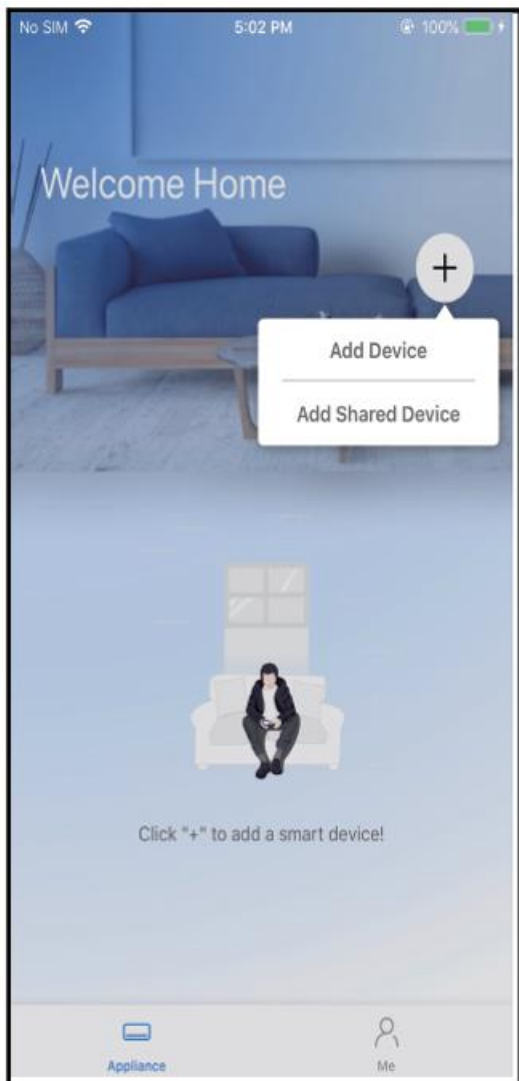 No SIM 5:02 PM 100%
Welcome Home
+
Add Device
Add Shared Device
Click "+" to add a smart device!
Appliance Me